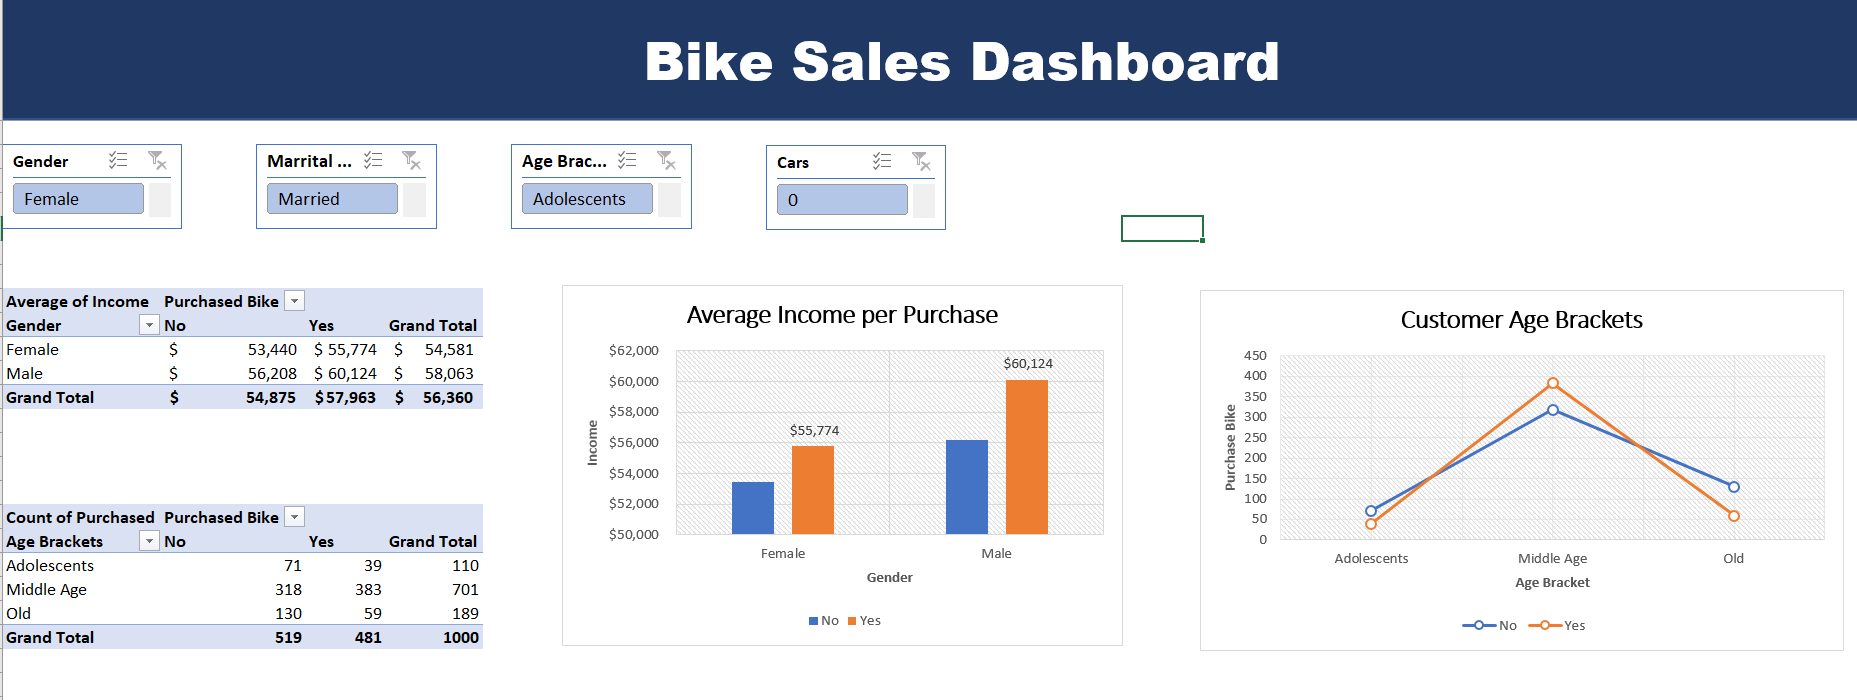 Bike Sales Dashboard
Gender
Female
Marrital ...
Married
Age Brac...
Adolescents
Cars
0
Average of Income Purchased Bike
Gender No Yes Grand Total
Female $ 53,440 $ 55,774 $ 54,581
Male $ 56,208 $ 60,124 $ 58,063
Grand Total $ 54,875 $57,963 $ 56,360
Count of Purchased Purchased Bike
Age Brackets No Yes Grand Total
Adolescents 71 39 110
Middle Age 318 383 701
Old 130 59 189
Grand Total 519 481 1000
Average Income per Purchase
$62,000
$60,000
$58,000
$56,000
$54,000
$52,000
$50,000
Income
$55,774
$60,124
Female Male
Gender
No Yes
Customer Age Brackets
450
400
350
300
250
200
150
100
50
0
Purchase Bike
Adolescents Middle Age Old
Age Bracket
No Yes